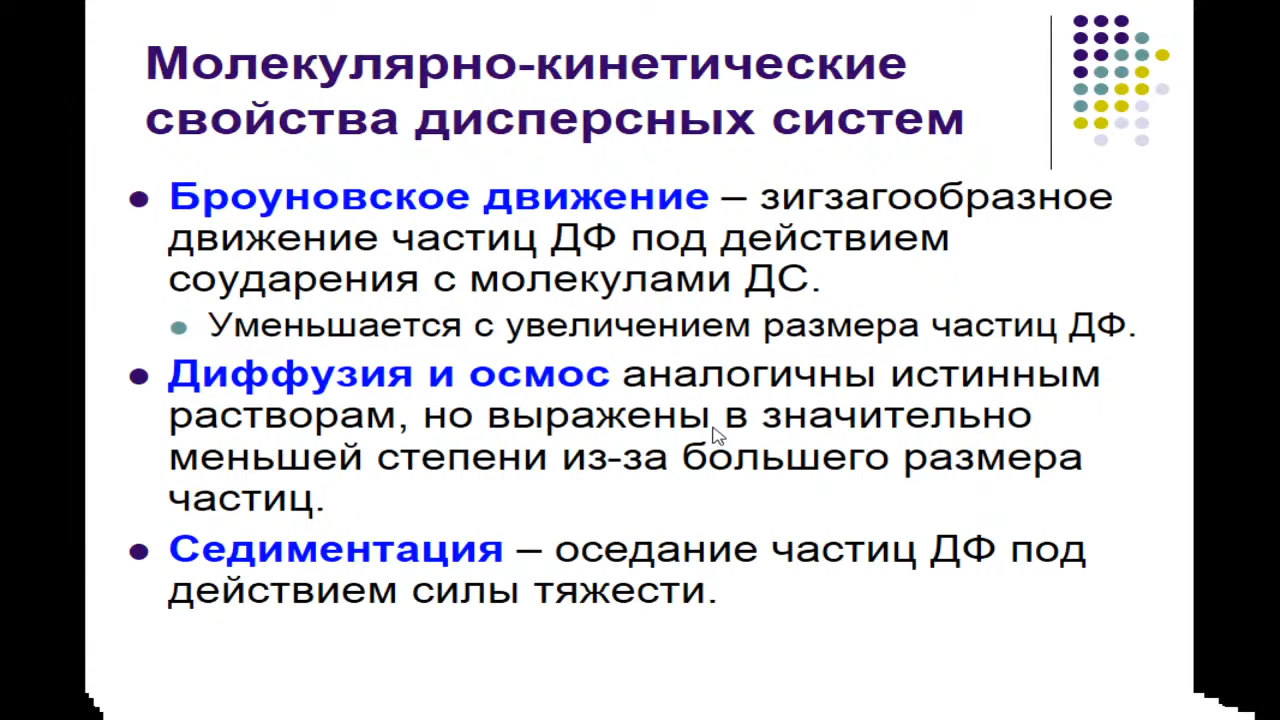 Молекулярно-кинетические
свойства дисперсных систем
Броуновское движение – зигзагообразное
движение частиц ДФ под действием
соударения с молекулами ДС.
Уменьшается с увеличением размера частиц ДФ.
Диффузия и осмос аналогичны истинным
растворам, но выражены в значительно
меньшей степени из-за большего размера
частиц.
Седиментация – оседание частиц ДФ под
действием силы тяжести.